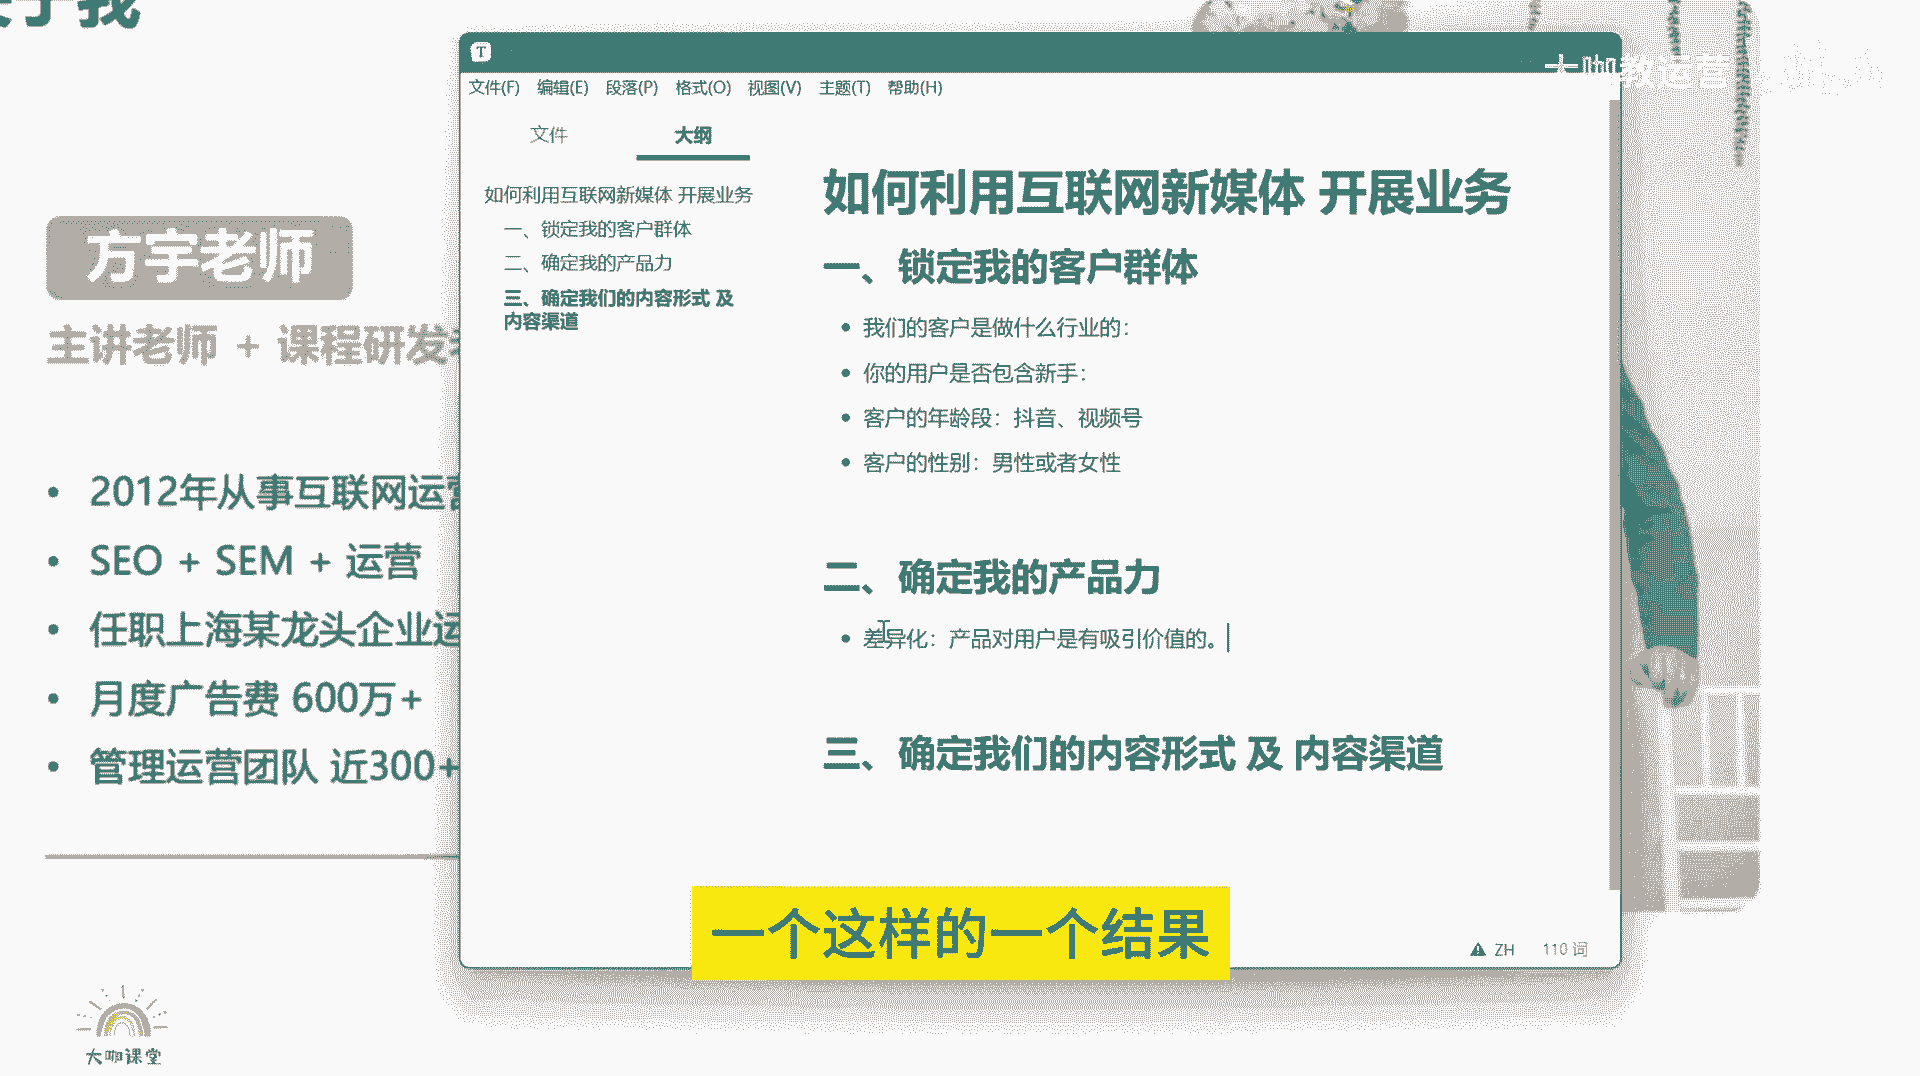 方宇老师
主讲老师 + 课程研发
• 2012年从事互联网运营
• SEO + SEM + 运营
• 任职上海某龙头企业运
• 月度广告费 600万+
• 管理运营团队 近300+
大咖课堂
T
文件(F) 编辑(E) 段落(P) 格式(O) 视图(V) 主题(T) 帮助(H)
文件 大纲
如何利用互联网新媒体 开展业务
一、锁定我的客户群体
二、确定我的产品力
三、确定我们的内容形式 及
内容渠道
如何利用互联网新媒体 开展业务
一、锁定我的客户群体
• 我们的客户是做什么行业的：
• 你的用户是否包含新手：
• 客户的年龄段：抖音、视频号
• 客户的性别：男性或者女性
二、确定我的产品力
• 差异化：产品对用户是有吸引价值的。
三、确定我们的内容形式 及 内容渠道
一个这样的一个结果
ZH 110 词
大咖教运营